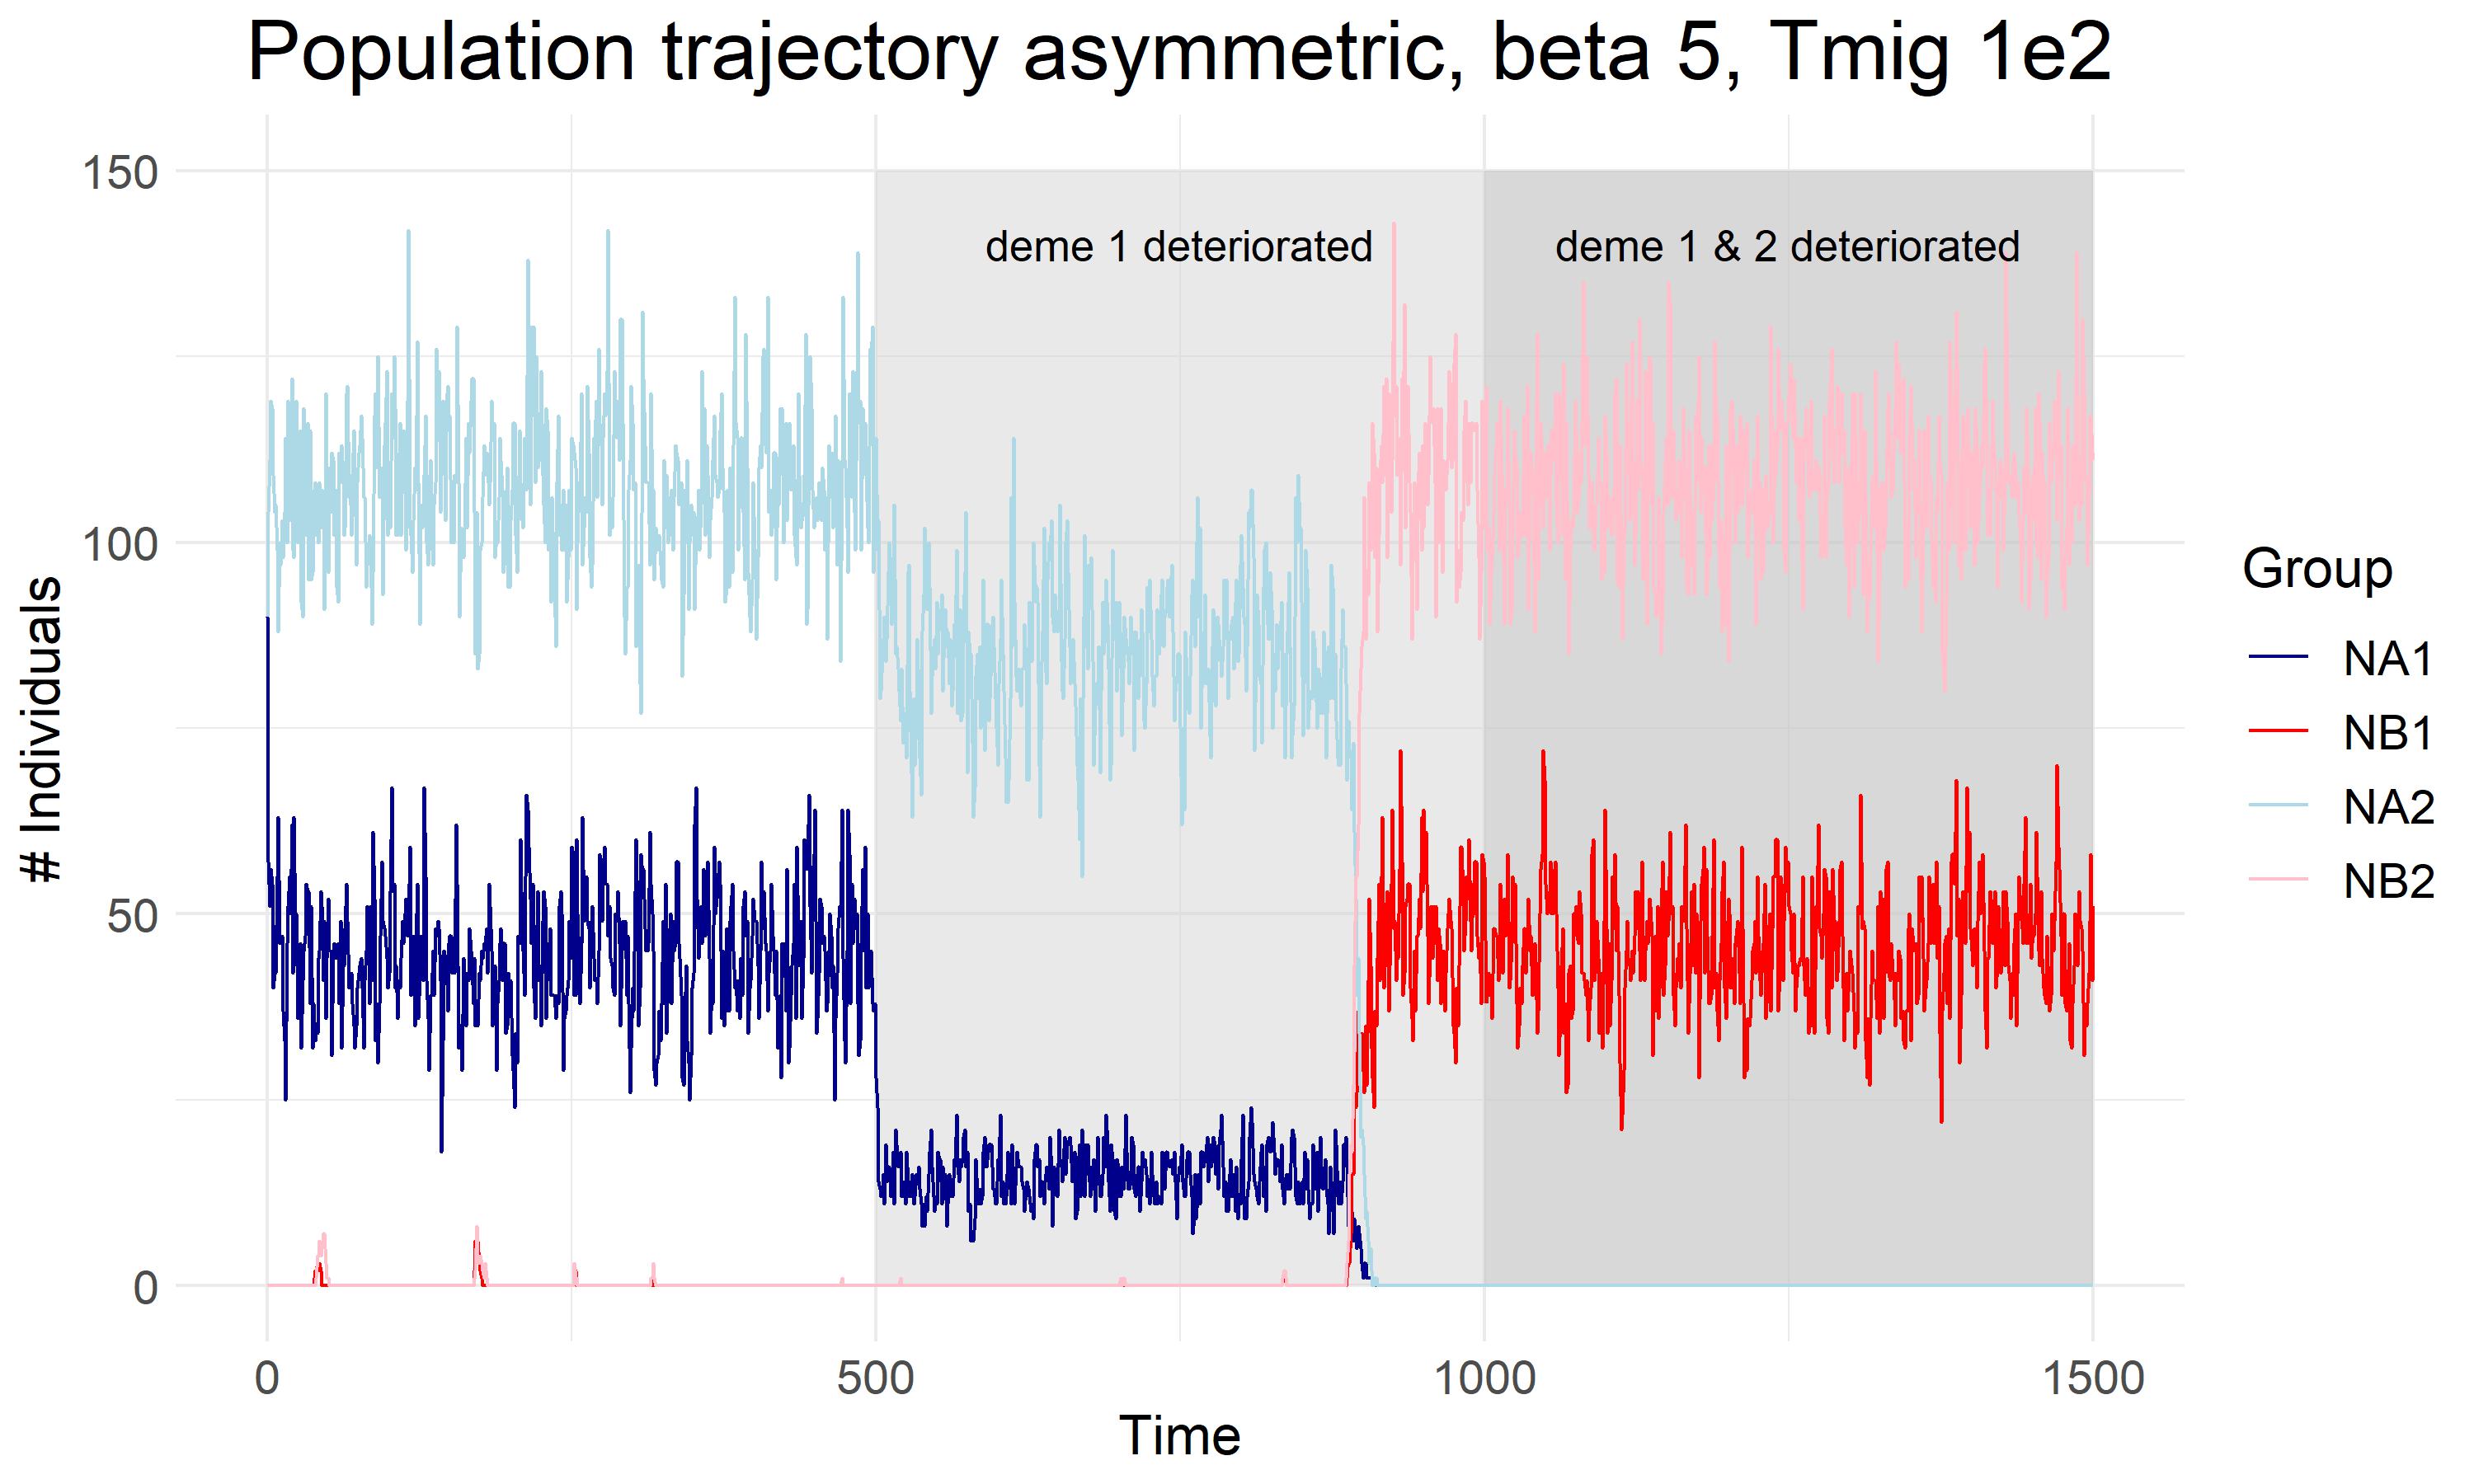 Population trajectory asymmetric, beta 5, Tmig 1e2
150
100
50
0
# Individuals
deme 1 deteriorated
deme 1 & 2 deteriorated
0
500
1000
1500
Time
Group
NA1
NB1
NA2
NB2